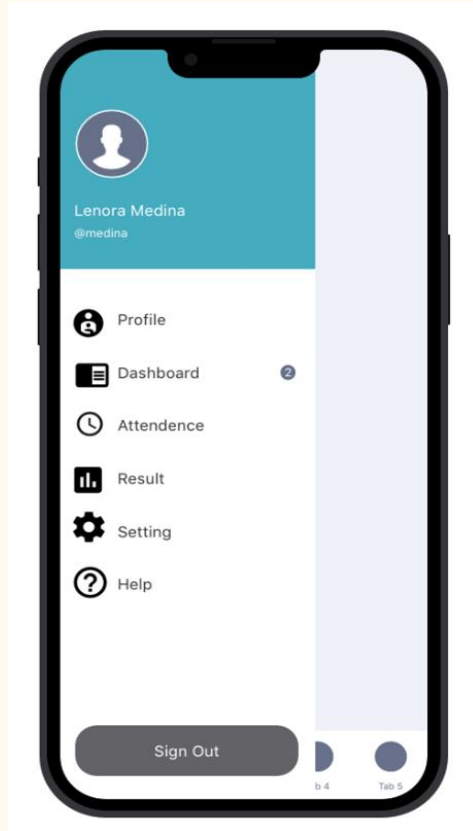 Lenora Medina
@medina
Profile
Dashboard 2
Attendence
Result
Setting
Help
Sign Out
b 4 Tab 5